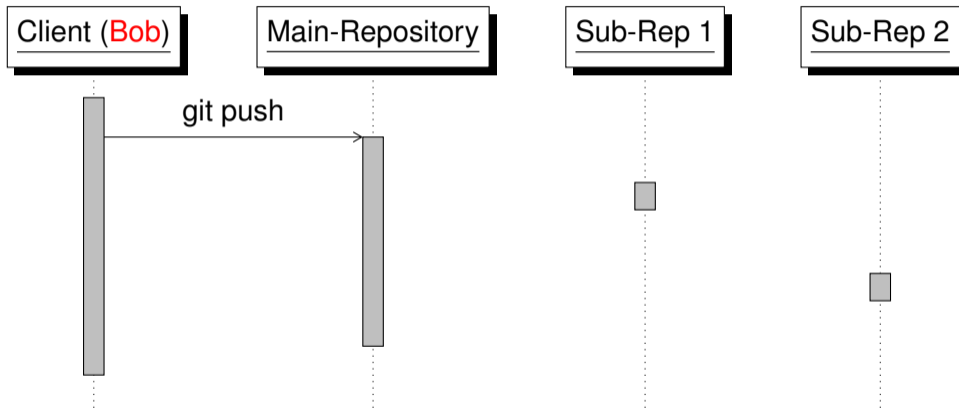 Client (Bob)
Main-Repository
Sub-Rep 1
Sub-Rep 2
git push